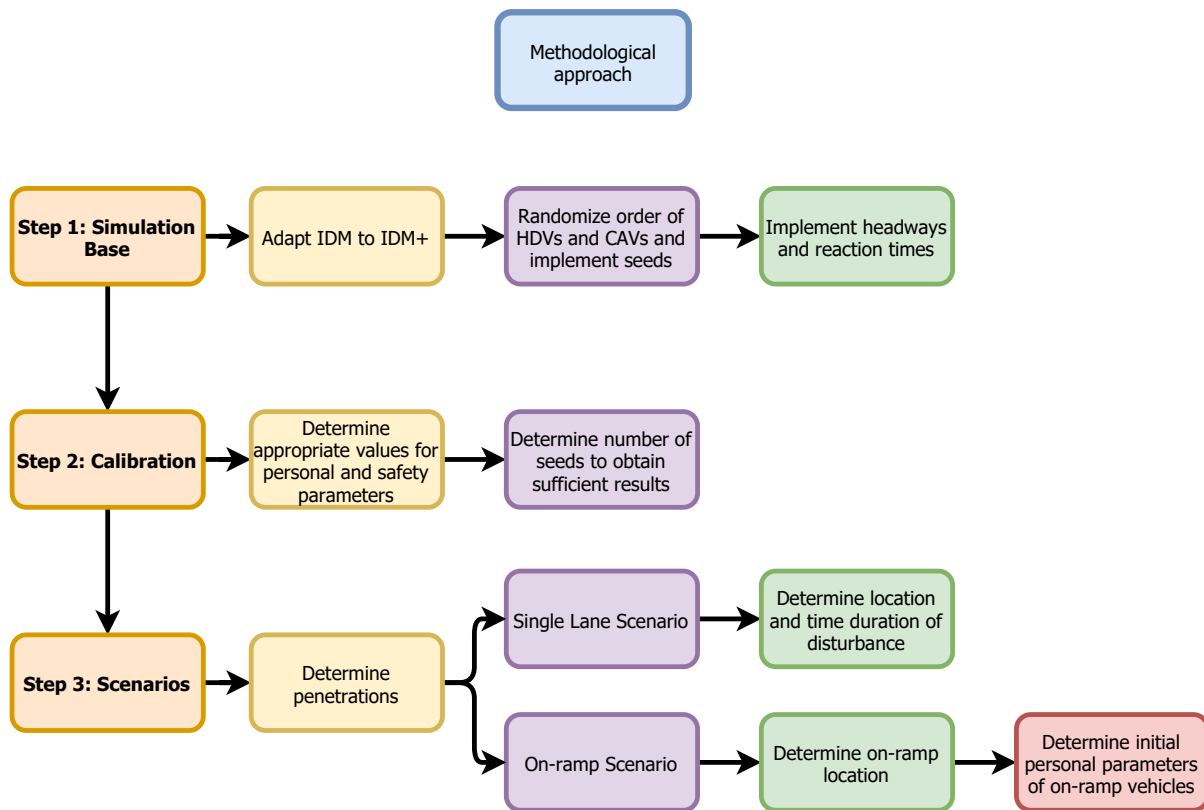 Methodological
approach
Step 1: Simulation
Base
Adapt IDM to IDM+
Randomize order of
HDVs and CAVs and
implement seeds
Implement headways
and reaction times
Step 2: Calibration
Determine
appropriate values for
personal and safety
parameters
Determine number of
seeds to obtain
sufficient results
Step 3: Scenarios
Determine
penetrations
Single Lane Scenario
Determine location
and time duration of
disturbance
On-ramp Scenario
Determine on-ramp
location
Determine initial
personal parameters
of on-ramp vehicles